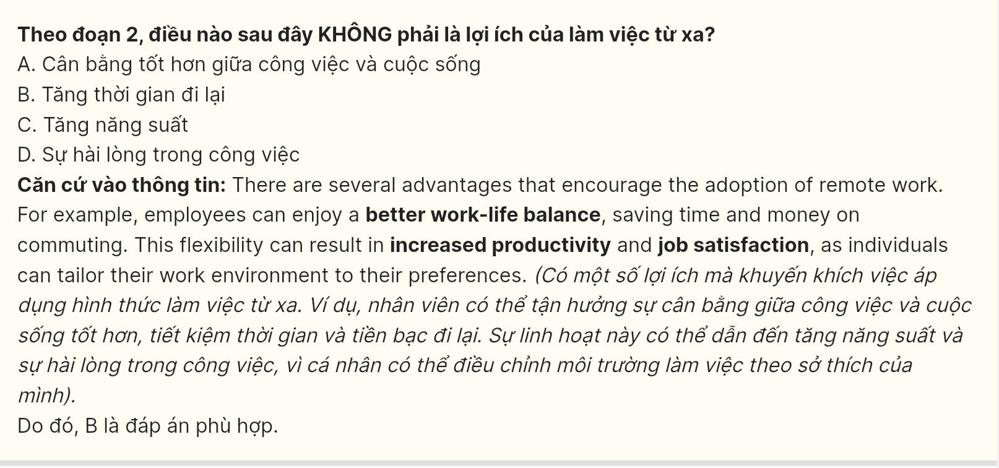 Theo đoạn 2, điều nào sau đây KHÔNG phải là lợi ích của làm việc từ xa?
A. Cân bằng tốt hơn giữa công việc và cuộc sống
B. Tăng thời gian đi lại
C. Tăng năng suất
D. Sự hài lòng trong công việc
Căn cứ vào thông tin: There are several advantages that encourage the adoption of remote work.
For example, employees can enjoy a better work-life balance, saving time and money on
commuting. This flexibility can result in increased productivity and job satisfaction, as individuals
can tailor their work environment to their preferences. (Có một số lợi ích mà khuyến khích việc áp
dụng hình thức làm việc từ xa. Ví dụ, nhân viên có thể tận hưởng sự cân bằng giữa công việc và cuộc
sống tốt hơn, tiết kiệm thời gian và tiền bạc đi lại. Sự linh hoạt này có thể dẫn đến tăng năng suất và
sự hài lòng trong công việc, vì cá nhân có thể điều chỉnh môi trường làm việc theo sở thích của
mình).
Do đó, B là đáp án phù hợp.